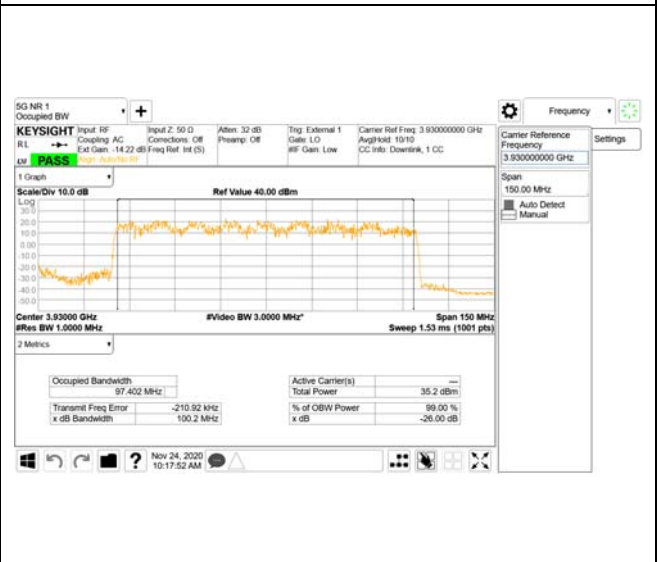 5G NR 1
Occupied BW
Frequency
KEYSIGHT
RL
PASS
Input: RF
Coupling: AC
Ext Gain: -14.22 dB
Align: Auto/No RF
Input Z: 50 Ω
Corrections: Off
Freq Ref: Int (S)
Atten: 32 dB
Preamp: Off
Trig: External 1
Gate: LO
#IF Gain: Low
Carrier Ref Freq: 3.930000000 GHz
Avg|Hold: 10/10
CC Info: Downlink, 1 CC
Carrier Reference
Frequency
3.930000000 GHz
Settings
Span
150.00 MHz
Auto Detect
Manual
1 Graph
Scale/Div 10.0 dB
Ref Value 40.00 dBm
Log
30.0
20.0
10.0
0.00
-10.0
-20.0
-30.0
-40.0
-50.0
Center 3.93000 GHz
#Video BW 3.0000 MHz*
Span 150 MHz
#Res BW 1.0000 MHz
Sweep 1.53 ms (1001 pts)
2 Metrics
Occupied Bandwidth
97.402 MHz
Active Carrier(s) —
Total Power 35.2 dBm
Transmit Freq Error -210.92 kHz
x dB Bandwidth 100.2 MHz
% of OBW Power 99.00 %
x dB -26.00 dB
Nov 24, 2020
10:17:52 AM